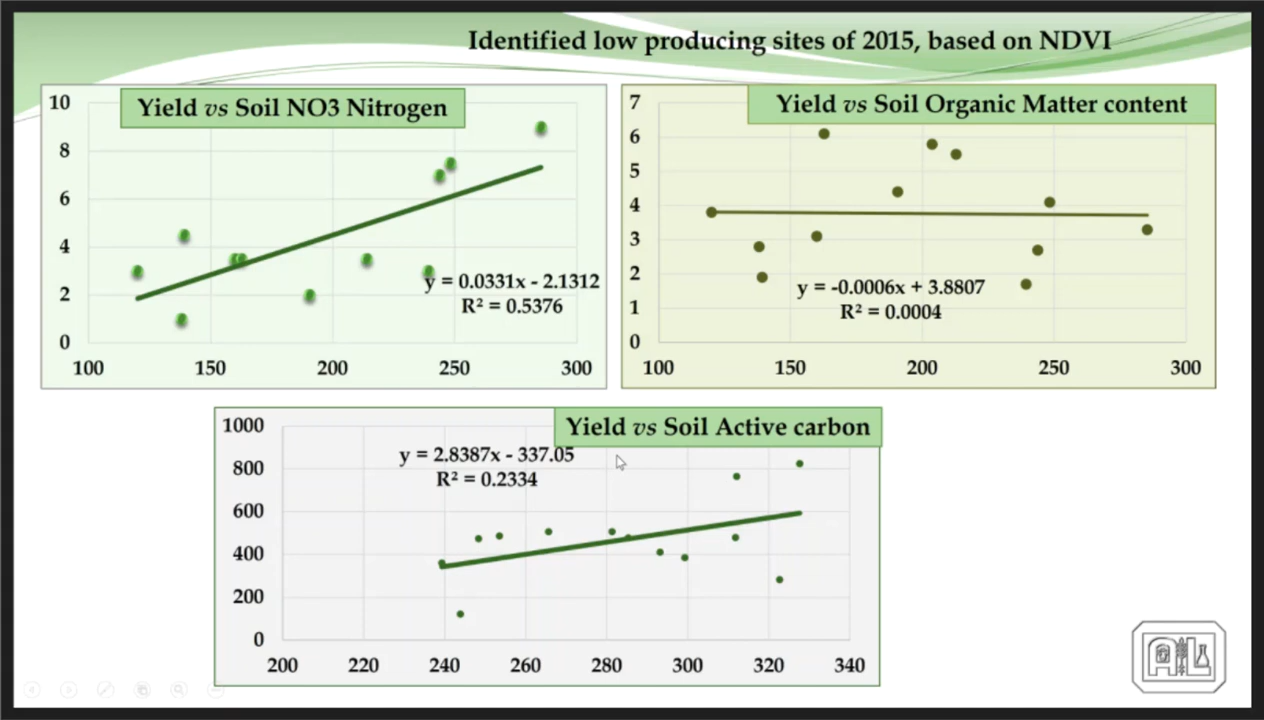 Identified low producing sites of 2015, based on NDVI
Yield vs Soil NO3 Nitrogen
10
8
6
4
2
0
100 150 200 250 300
y = 0.0331x - 2.1312
R² = 0.5376
Yield vs Soil Organic Matter content
7
6
5
4
3
2
1
0
100 150 200 250 300
y = -0.0006x + 3.8807
R² = 0.0004
Yield vs Soil Active carbon
1000
800
600
400
200
0
200 220 240 260 280 300 320 340
y = 2.8387x - 337.05
R² = 0.2334
AIL